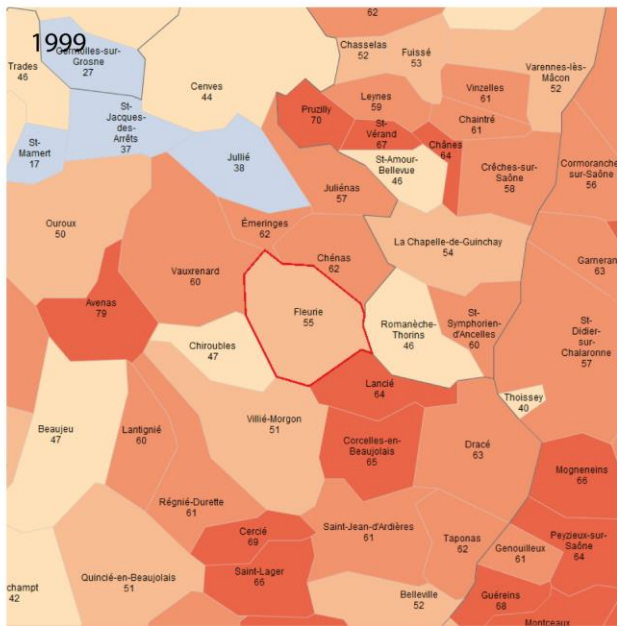 1999
62
Germolles-sur-
Grosne
27
Trades
46
Cenves
44
Chasselas
52
Fuissé
53
Varennes-lès-
Mâcon
52
Leynes
59
Vinzelles
61
Pruzilly
70
St-
Vérand
67
Chaintré
61
Chânes
64
St-
Jacques-
des-
Arrêts
37
St-
Mamert
17
Jullié
38
St-Amour-
Bellevue
46
Crêches-sur-
Saône
58
Cormoranche-
sur-Saône
56
Juliénas
57
Ouroux
50
Émeringes
62
La Chapelle-de-Guinchay
54
Chénas
62
Garneran
63
Vauxrenard
60
Avenas
79
Fleurie
55
Romanèche-
Thorins
46
St-
Symphorien-
d'Ancelles
60
St-
Didier-
sur-
Chalaronne
57
Chiroubles
47
Lancié
64
Thoissey
40
Beaujeu
47
Lantignié
60
Villié-Morgon
51
Corcelles-en-
Beaujolais
65
Dracé
63
Mogneneins
66
Régnié-Durette
61
Cercié
69
Saint-Jean-d'Ardières
61
Taponas
62
Peyzieux-sur-
Saône
64
Genouilleux
61
Quincié-en-Beaujolais
51
Saint-Lager
66
champt
42
Belleville
52
Guéreins
68
Montceaux